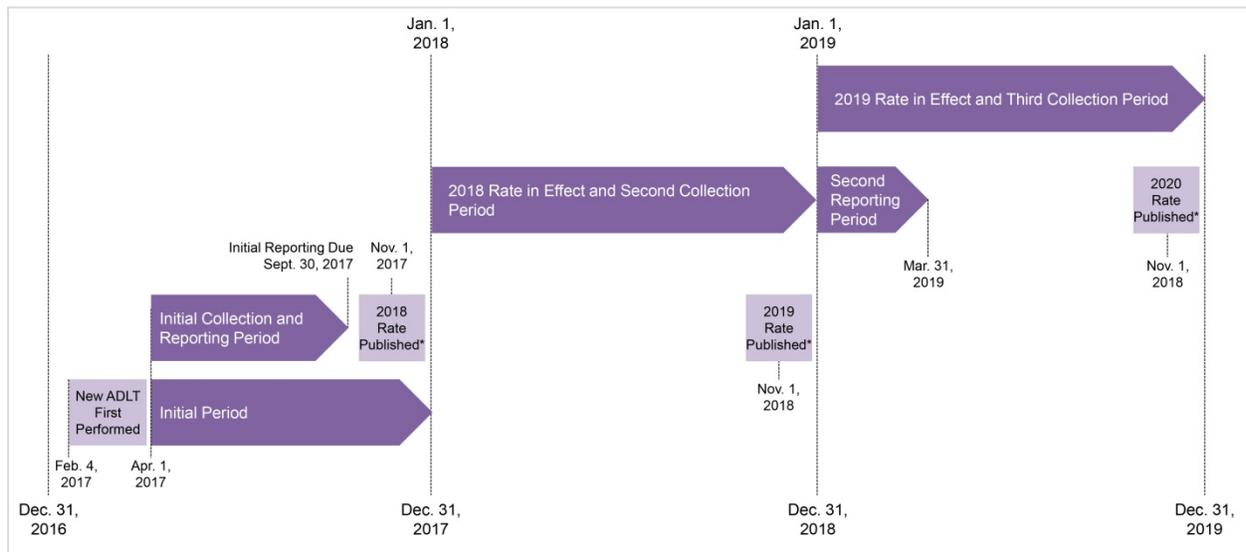 Jan. 1,
2018
Jan. 1,
2019
2019 Rate in Effect and Third Collection Period
2018 Rate in Effect and Second Collection
Period
Second
Reporting
Period
2020
Rate
Published*
Mar. 31,
2019
Nov. 1,
2018
Initial Reporting Due
Sept. 30, 2017
Nov. 1,
2017
Initial Collection and
Reporting Period
2018
Rate
Published*
2019
Rate
Published*
Nov. 1,
2018
New ADLT
First
Performed
Initial Period
Feb. 4,
2017
Apr. 1,
2017
Dec. 31,
2016
Dec. 31,
2017
Dec. 31,
2018
Dec. 31,
2019